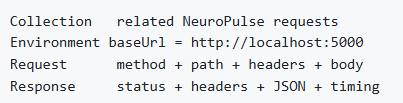 Collection   related NeuroPulse requests
Environment baseUrl = http://localhost:5000
Request      method + path + headers + body
Response     status + headers + JSON + timing